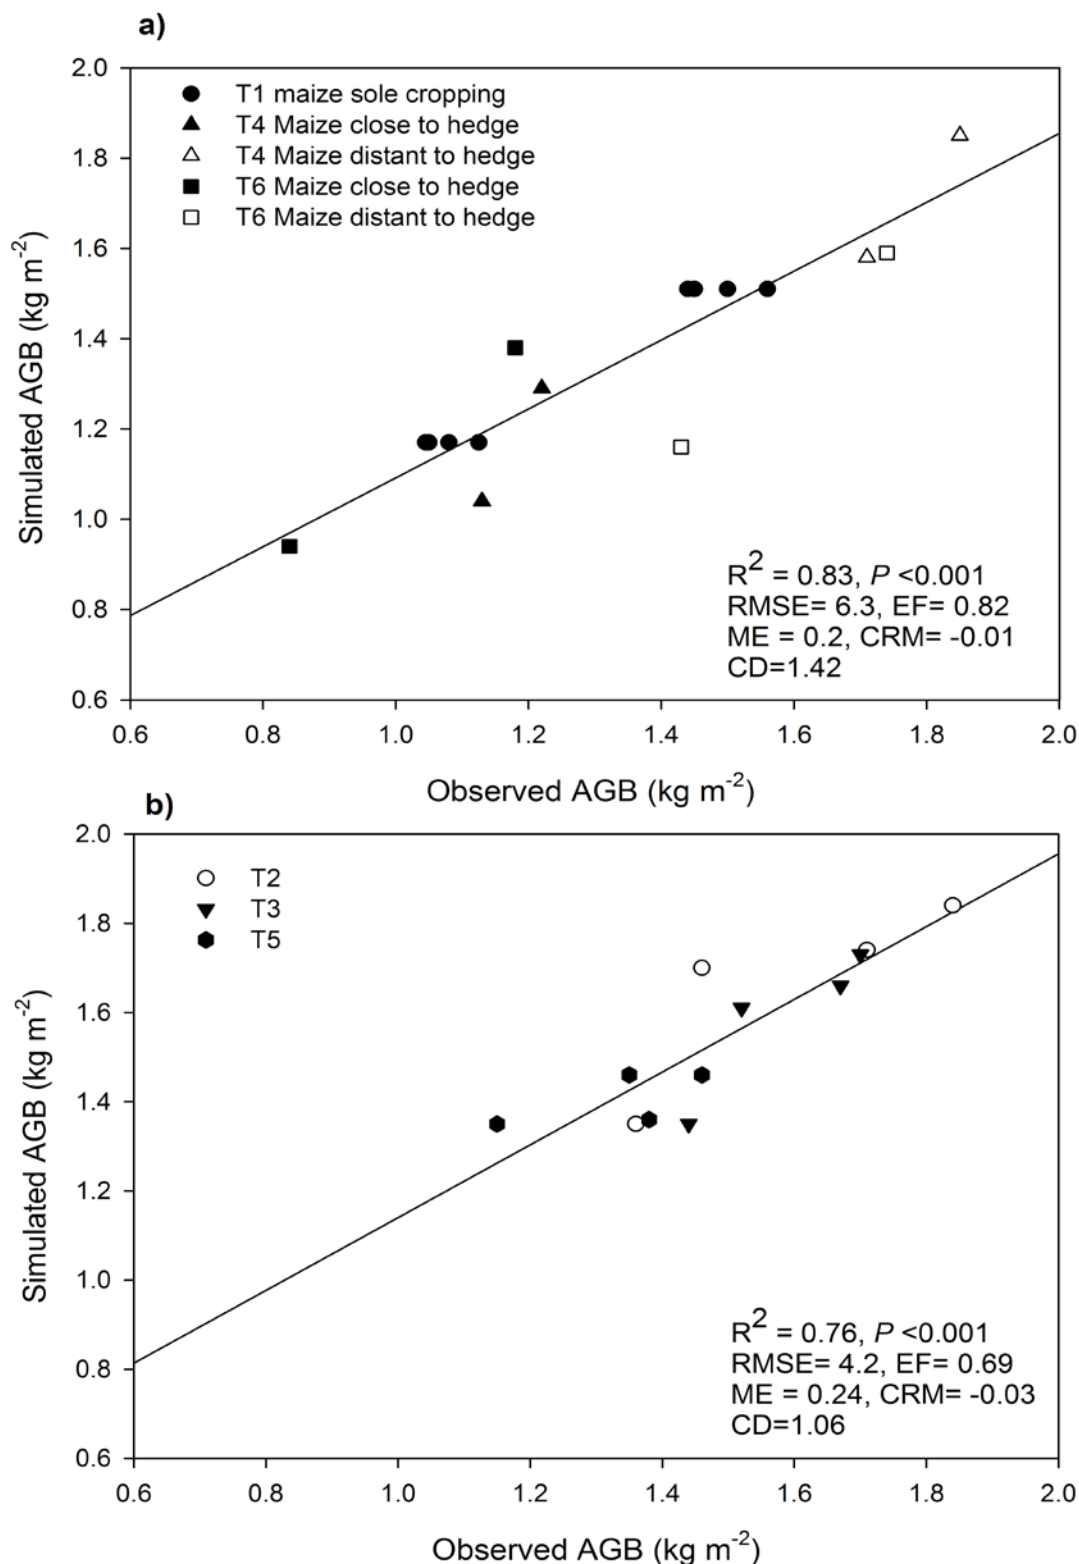 a)
2.0
1.8
1.6
1.4
1.2
1.0
0.8
0.6
Simulated AGB (kg m-2)
T1 maize sole cropping
T4 Maize close to hedge
T4 Maize distant to hedge
T6 Maize close to hedge
T6 Maize distant to hedge
R2 = 0.83, P <0.001
RMSE= 6.3, EF= 0.82
ME = 0.2, CRM= -0.01
CD=1.42
0.6 0.8 1.0 1.2 1.4 1.6 1.8 2.0
Observed AGB (kg m-2)
b)
2.0
1.8
1.6
1.4
1.2
1.0
0.8
0.6
Simulated AGB (kg m-2)
T2
T3
T5
R2 = 0.76, P <0.001
RMSE= 4.2, EF= 0.69
ME = 0.24, CRM= -0.03
CD=1.06
0.6 0.8 1.0 1.2 1.4 1.6 1.8 2.0
Observed AGB (kg m-2)